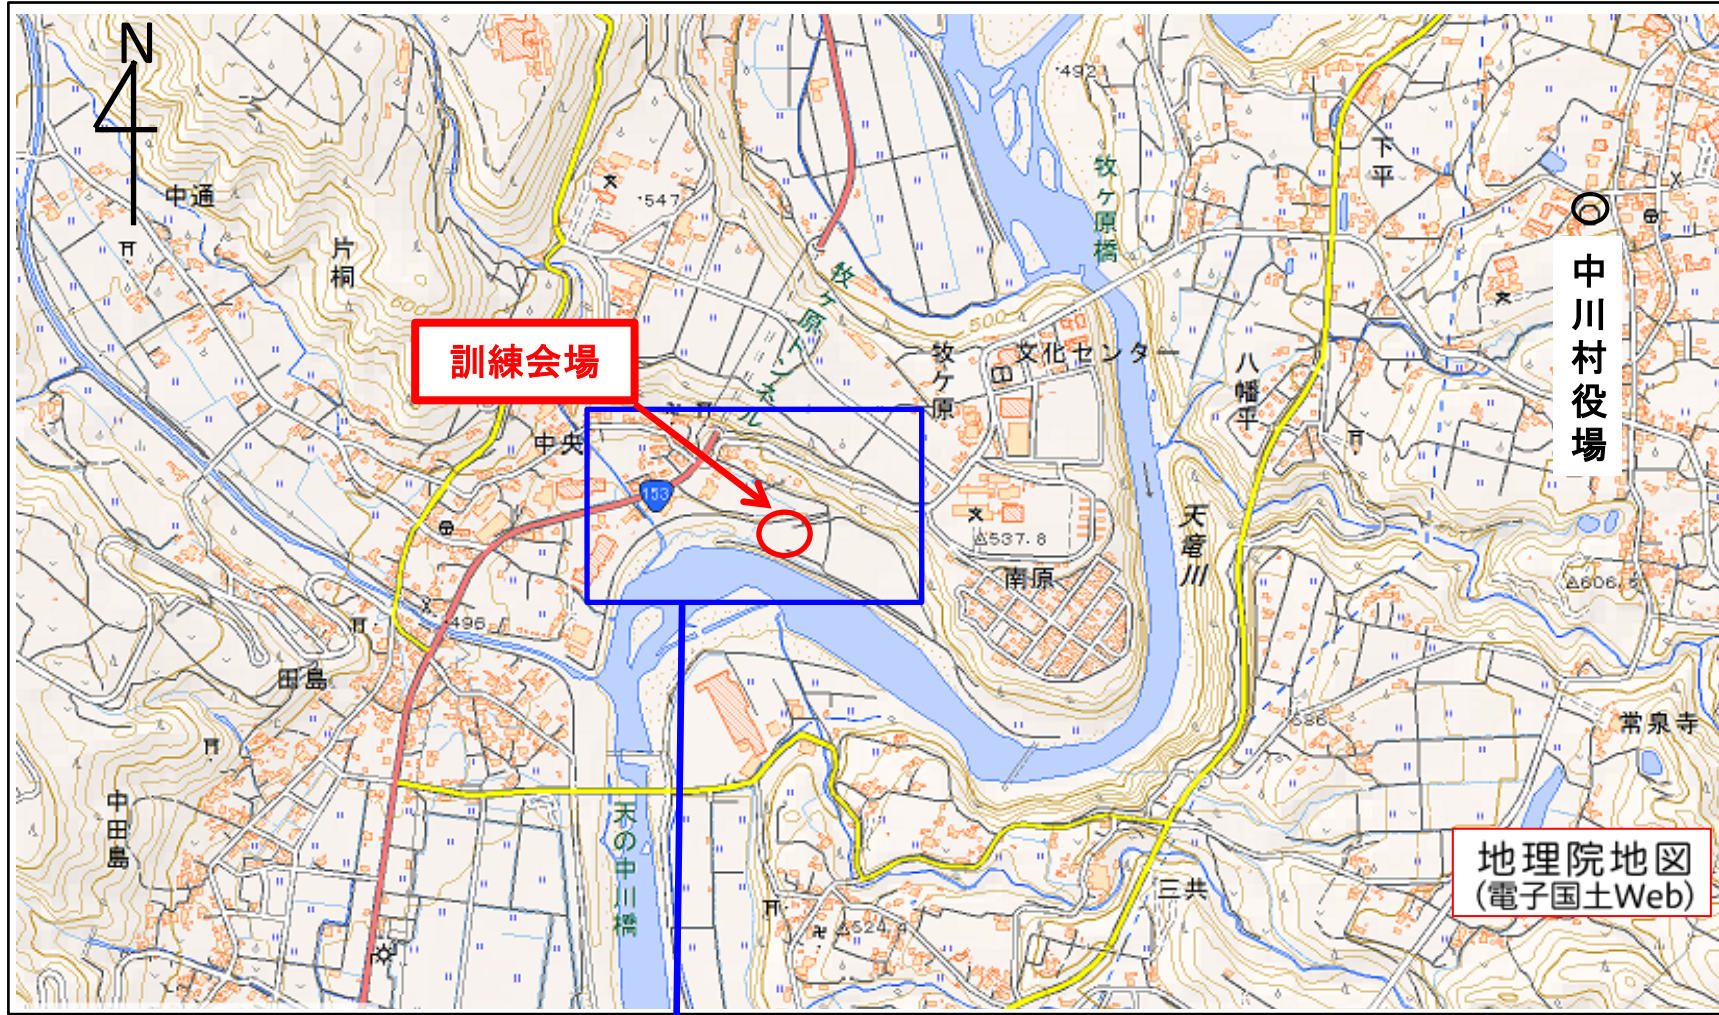 N
492
牧ヶ原橋
下平
中通
547
片桐
牧ヶ原トンネル
500
中川村役場
訓練会場
牧ヶ原
文化センター
八幡平
中央
153
天竜川
537.8
南原
606.5
496
田島
586
常泉寺
中田島
天の中川橋
地理院地図
(電子国土Web)
三共
524.4